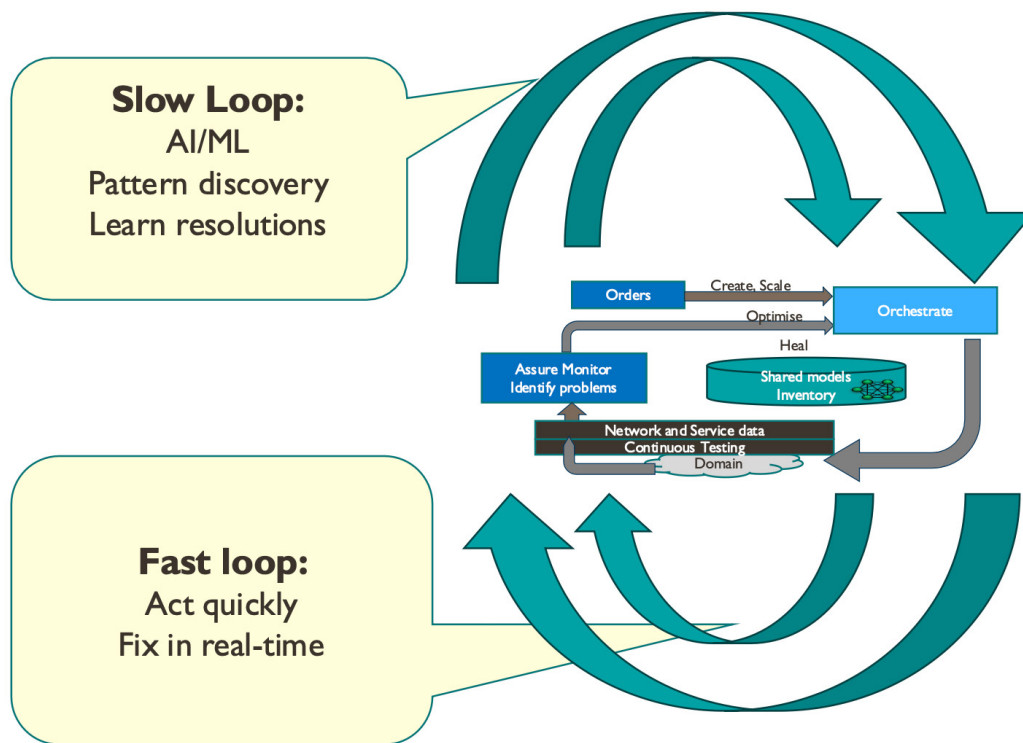 Slow Loop:
AI/ML
Pattern discovery
Learn resolutions
Orders
Create, Scale
Orchestrate
Optimise
Heal
Assure Monitor
Identify problems
Shared models
Inventory
Network and Service data
Continuous Testing
Domain
Fast loop:
Act quickly
Fix in real-time